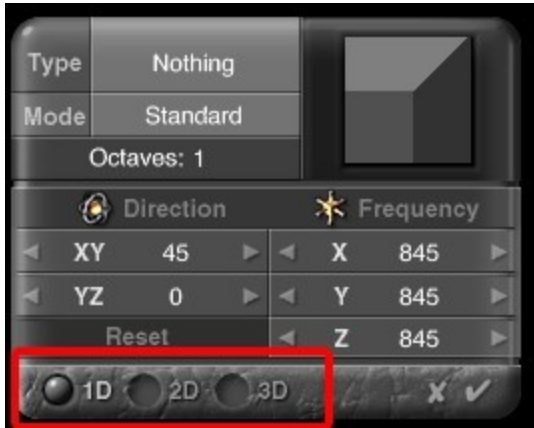 Type Nothing
Mode Standard
Octaves: 1
Direction Frequency
XY 45 X 845
YZ 0 Y 845
Reset Z 845
1D 2D 3D